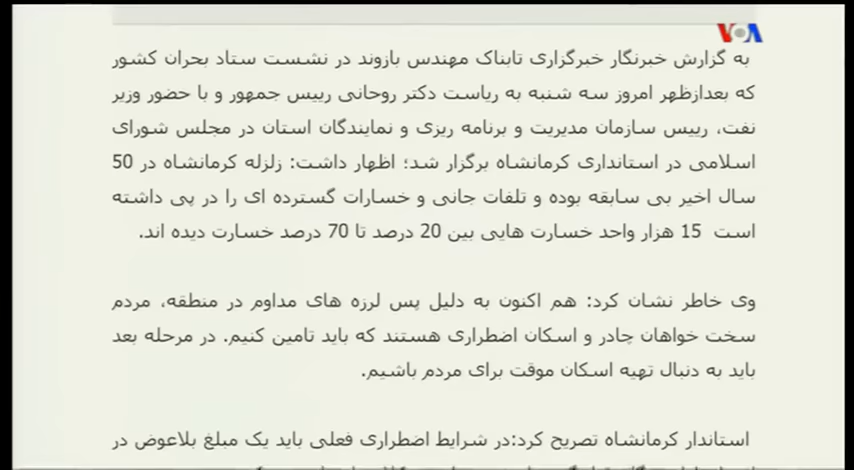 VOA
به گزارش خبرنگار خبرگزاری تابناک مهندس بازوند در نشست ستاد بحران کشور
که بعدازظهر امروز سه شنبه به ریاست دکتر روحانی رییس جمهور و با حضور وزیر
نفت، رییس سازمان مدیریت و برنامه ریزی و نمایندگان استان در مجلس شورای
اسلامی در استانداری کرمانشاه برگزار شد؛ اظهار داشت: زلزله کرمانشاه در 50
سال اخیر بی سابقه بوده و تلفات جانی و خسارات گسترده ای را در پی داشته
است 15 هزار واحد خسارت هایی بین 20 درصد تا 70 درصد خسارت دیده اند.
وی خاطر نشان کرد: هم اکنون به دلیل پس لرزه های مداوم در منطقه، مردم
سخت خواهان چادر و اسکان اضطراری هستند که باید تامین کنیم. در مرحله بعد
باید به دنبال تهیه اسکان موقت برای مردم باشیم.
استاندار کرمانشاه تصریح کرد:در شرایط اضطراری فعلی باید یک مبلغ بلاعوض در